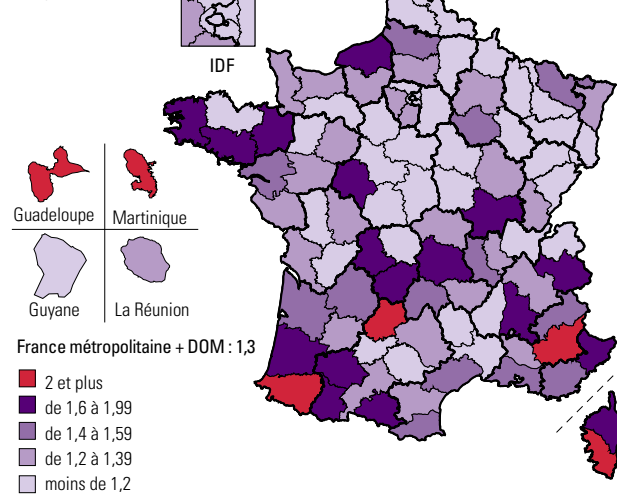 IDF
Guadeloupe
Martinique
Guyane
La Réunion
France métropolitaine + DOM : 1,3
2 et plus
de 1,6 à 1,99
de 1,4 à 1,59
de 1,2 à 1,39
moins de 1,2